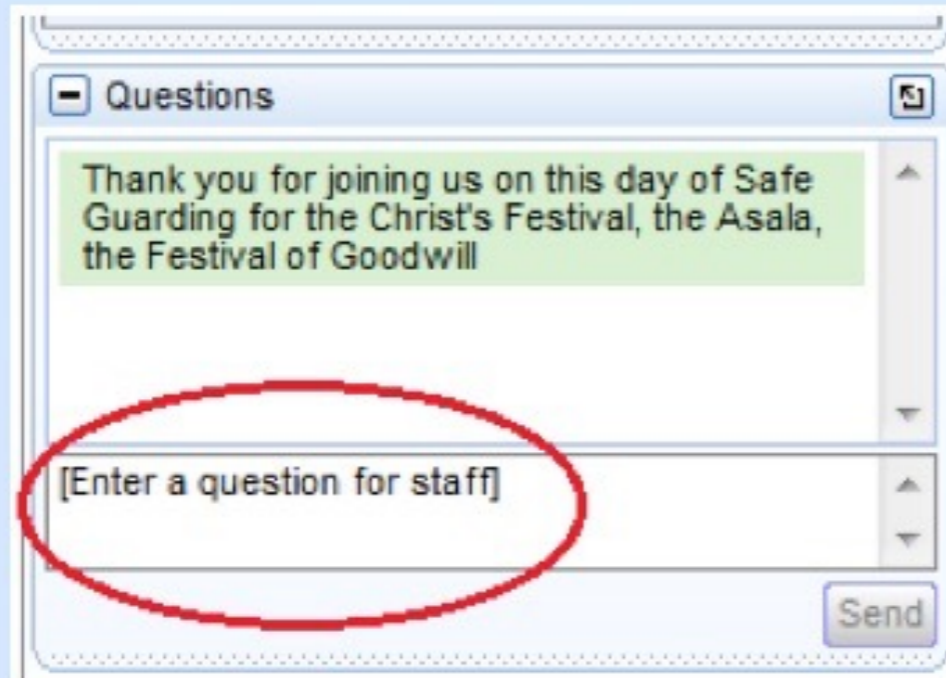 Questions
Thank you for joining us on this day of Safe
Guarding for the Christ's Festival, the Asala,
the Festival of Goodwill
[Enter a question for staff]
Send